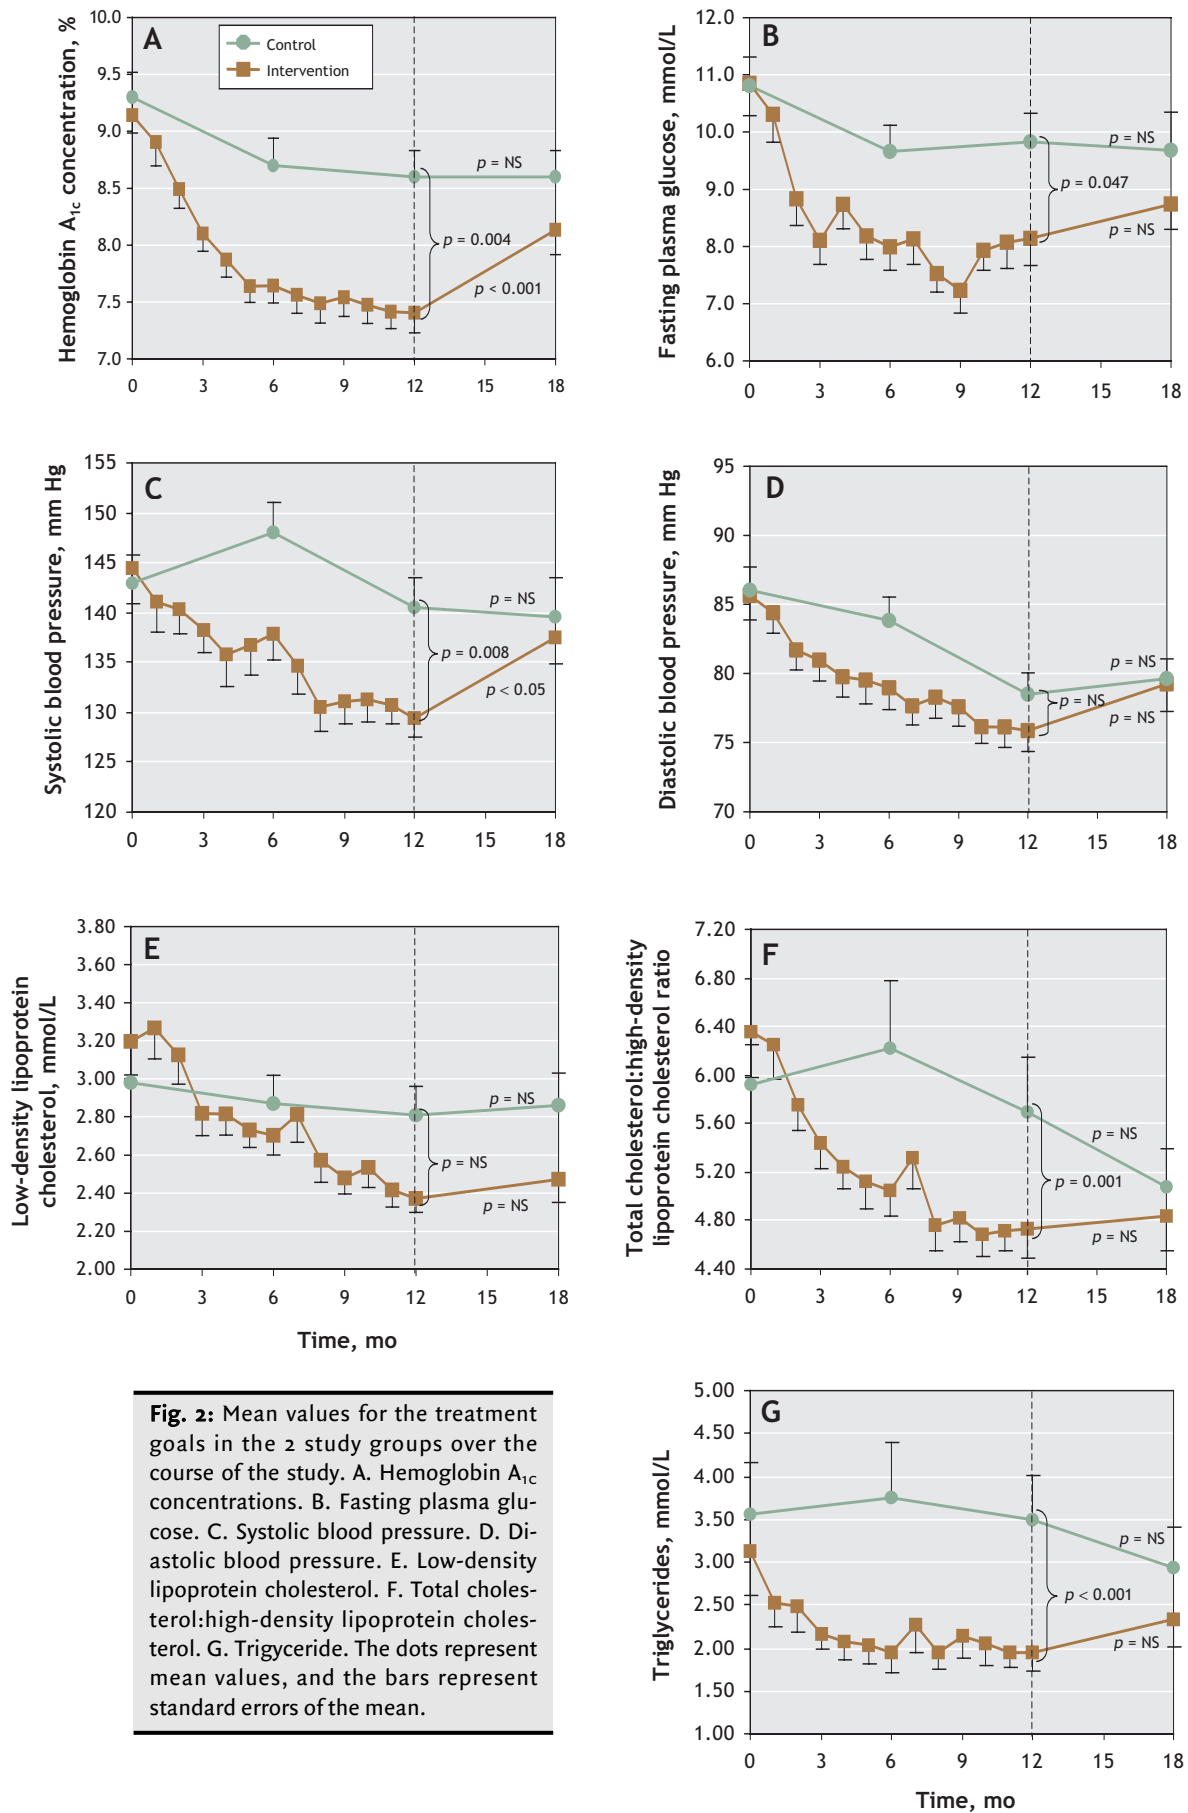 A
Control
Intervention
Hemoglobin A1c concentration, %
10.0
9.5
9.0
8.5
8.0
7.5
7.0
p = NS
p = 0.004
p < 0.001
0 3 6 9 12 15 18
B
Fasting plasma glucose, mmol/L
12.0
11.0
10.0
9.0
8.0
7.0
6.0
p = NS
p = 0.047
p = NS
0 3 6 9 12 15 18
C
Systolic blood pressure, mm Hg
155
150
145
140
135
130
125
120
p = NS
p = 0.008
p < 0.05
0 3 6 9 12 15 18
D
Diastolic blood pressure, mm Hg
95
90
85
80
75
70
p = NS
p = NS
p = NS
0 3 6 9 12 15 18
E
Low-density lipoprotein
cholesterol, mmol/L
3.80
3.60
3.40
3.20
3.00
2.80
2.60
2.40
2.20
2.00
p = NS
p = NS
p = NS
0 3 6 9 12 15 18
Time, mo
F
Total cholesterol:high-density
lipoprotein cholesterol ratio
7.20
6.80
6.40
6.00
5.60
5.20
4.80
4.40
p = NS
p = 0.001
p = NS
0 3 6 9 12 15 18
Fig. 2: Mean values for the treatment
goals in the 2 study groups over the
course of the study. A. Hemoglobin A1c
concentrations. B. Fasting plasma glu-
cose. C. Systolic blood pressure. D. Di-
astolic blood pressure. E. Low-density
lipoprotein cholesterol. F. Total choles-
terol:high-density lipoprotein choles-
terol. G. Trigyceride. The dots represent
mean values, and the bars represent
standard errors of the mean.
G
Triglycerides, mmol/L
5.00
4.50
4.00
3.50
3.00
2.50
2.00
1.50
1.00
p = NS
p < 0.001
p = NS
0 3 6 9 12 15 18
Time, mo